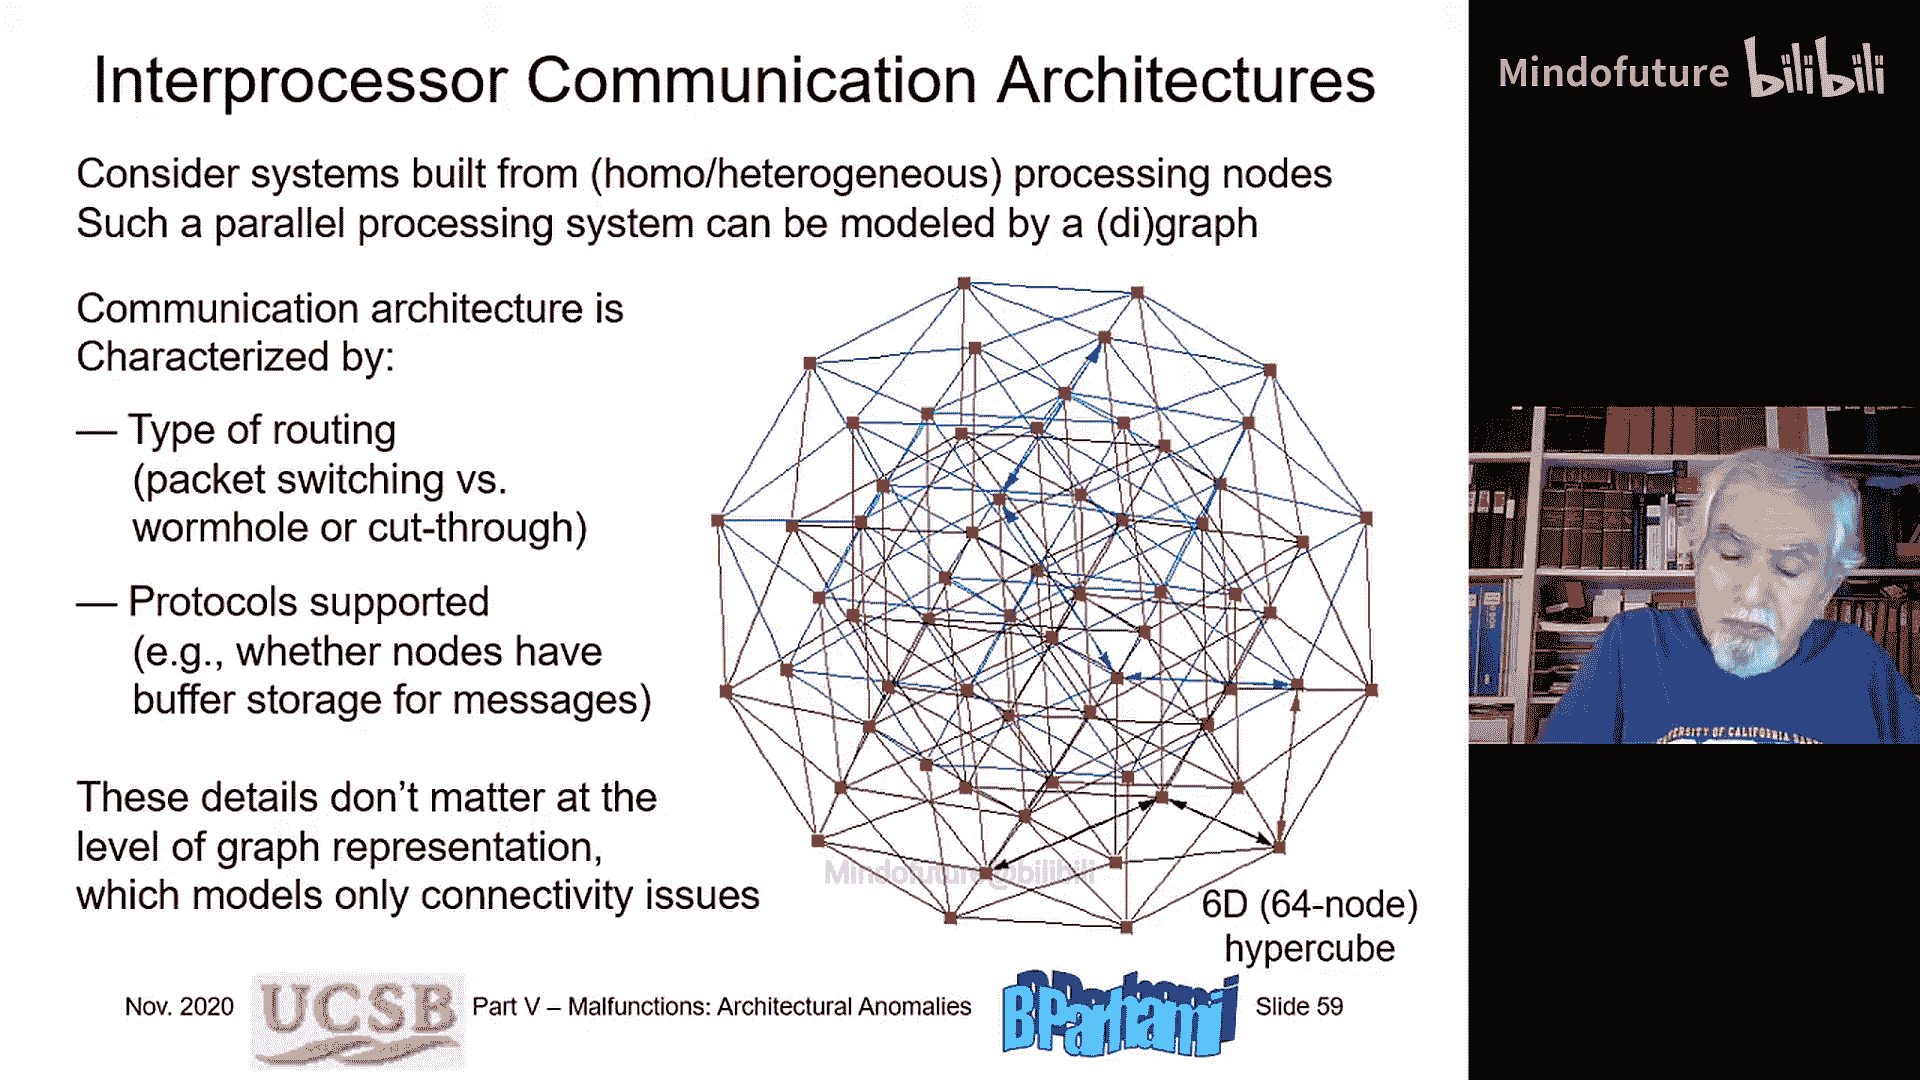 Interprocessor Communication Architectures
Mindofuture bilibili
Consider systems built from (homo/heterogeneous) processing nodes
Such a parallel processing system can be modeled by a (di)graph
Communication architecture is
Characterized by:
— Type of routing
(packet switching vs.
wormhole or cut-through)
— Protocols supported
(e.g., whether nodes have
buffer storage for messages)
These details don’t matter at the
level of graph representation,
which models only connectivity issues
Mindofuture@bilibili
6D (64-node)
hypercube
Nov. 2020
UCSB
Part V – Malfunctions: Architectural Anomalies
B Parhami
Slide 59
UNIVERSITY OF CALIFORNIA